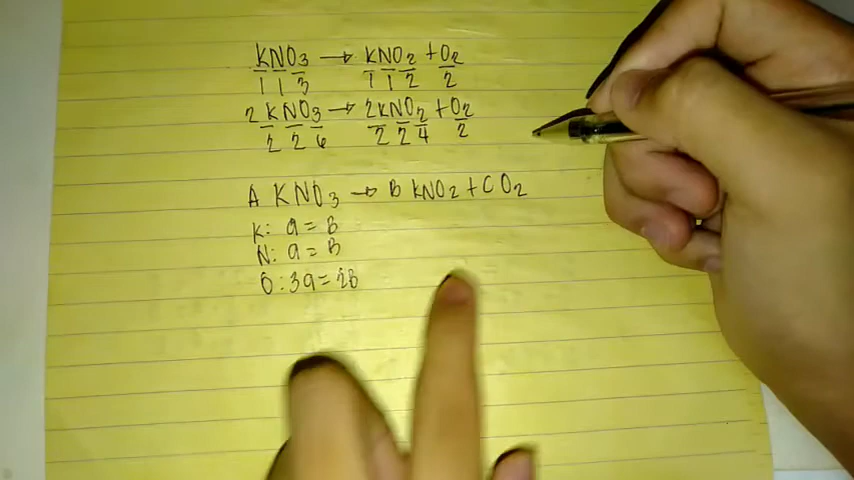 KNO3 → KNO2 + O2
1 1 3 1 1 2 2
2 KNO3 → 2KNO2 + O2
2 2 6 2 2 4 2
A KNO3 → B KNO2 + C O2
K: a = B
N: a = B
O: 3a = 2B